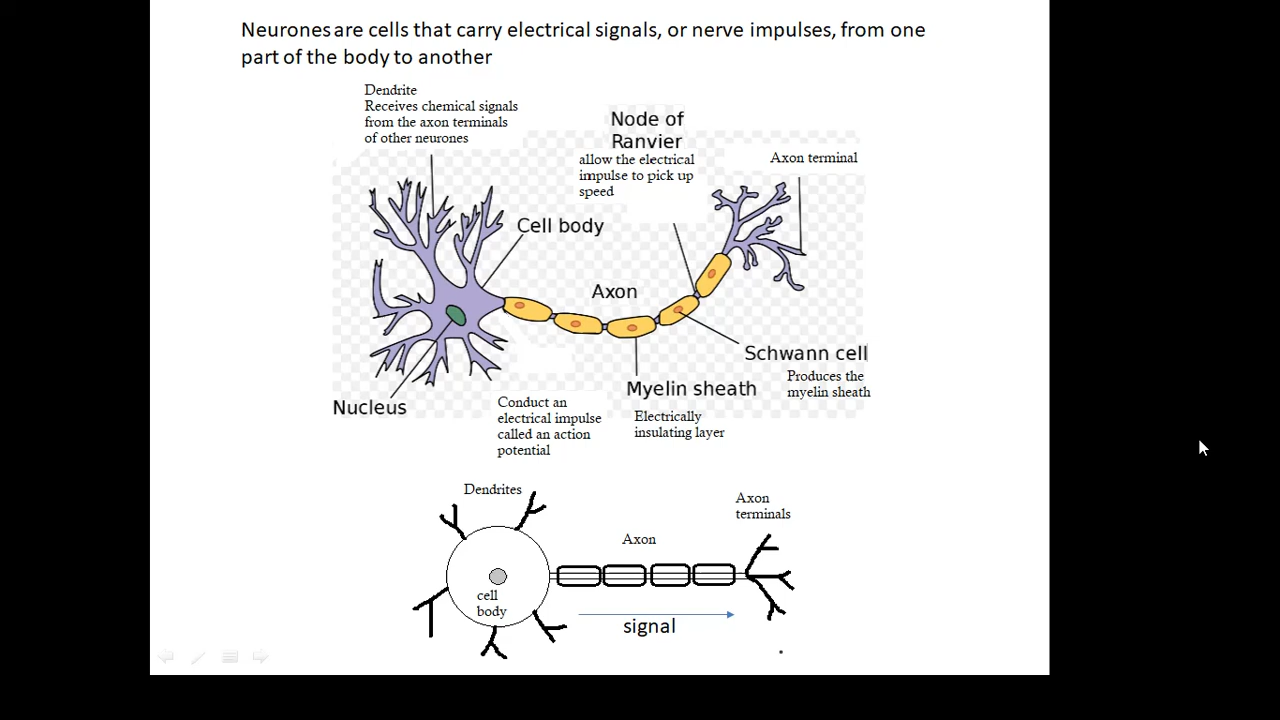 Neurones are cells that carry electrical signals, or nerve impulses, from one
part of the body to another
Dendrite
Receives chemical signals
from the axon terminals
of other neurones
Node of
Ranvier
allow the electrical
impulse to pick up
speed
Axon terminal
Cell body
Axon
Schwann cell
Produces the
myelin sheath
Myelin sheath
Electrically
insulating layer
Nucleus
Conduct an
electrical impulse
called an action
potential
Dendrites
Axon
terminals
Axon
cell
body
signal